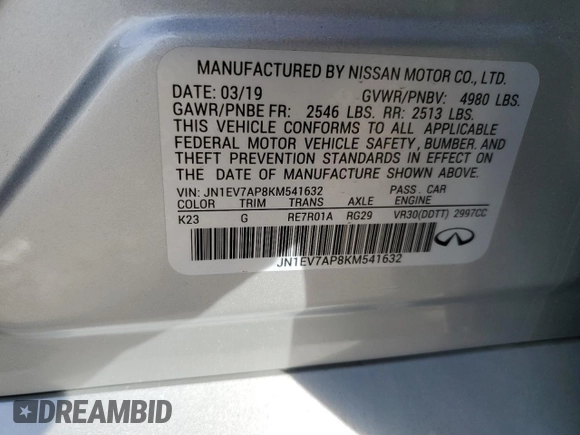 MANUFACTURED BY NISSAN MOTOR CO., LTD.
DATE: 03/19 GVWR/PNBV: 4980 LBS.
GAWR/PNBE FR: 2546 LBS. RR: 2513 LBS.
THIS VEHICLE CONFORMS TO ALL APPLICABLE
FEDERAL MOTOR VEHICLE SAFETY, BUMPER. AND
THEFT PREVENTION STANDARDS IN EFFECT ON
THE DATE OF MANUFACTURE SHOWN ABOVE.
VIN: JN1EV7AP8KM541632 PASS. CAR
COLOR TRIM TRANS AXLE ENGINE
K23 G RE7R01A RG29 VR30(DDTT) 2997CC
JN1EV7AP8KM541632
DREAMBID